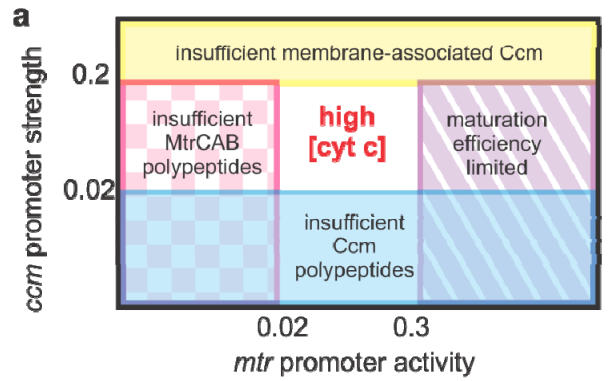 a
insufficient membrane-associated Ccm
0.2
insufficient
MtrCAB
polypeptides
high
[cyt c]
maturation
efficiency
limited
0.02
insufficient
Ccm
polypeptides
ccm promoter strength
0.02
0.3
mtr promoter activity